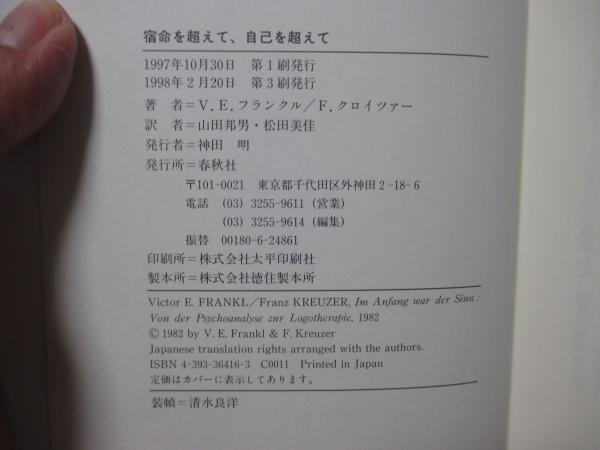 宿命を超えて、自己を超えて
1997年10月30日　第1刷発行
1998年2月20日　第3刷発行
著　者＝V．E．フランクル／F．クロイツァー
訳　者＝山田邦男・松田美佳
発行者＝神田　明
発行所＝春秋社
〒101-0021　東京都千代田区外神田2-18-6
電話　(03) 3255-9611（営業）
(03) 3255-9614（編集）
振替　00180-6-24861
印刷所＝株式会社太平印刷社
製本所＝株式会社徳住製本所
Victor E. FRANKL/Franz KREUZER, Im Anfang war der Sinn:
Von der Psychoanalyse zur Logotherapie, 1982
© 1982 by V. E. Frankl & F. Kreuzer
Japanese translation rights arranged with the authors.
ISBN 4-393-36416-3　C0011　Printed in Japan
定価はカバーに表示してあります。
装幀＝清水良洋